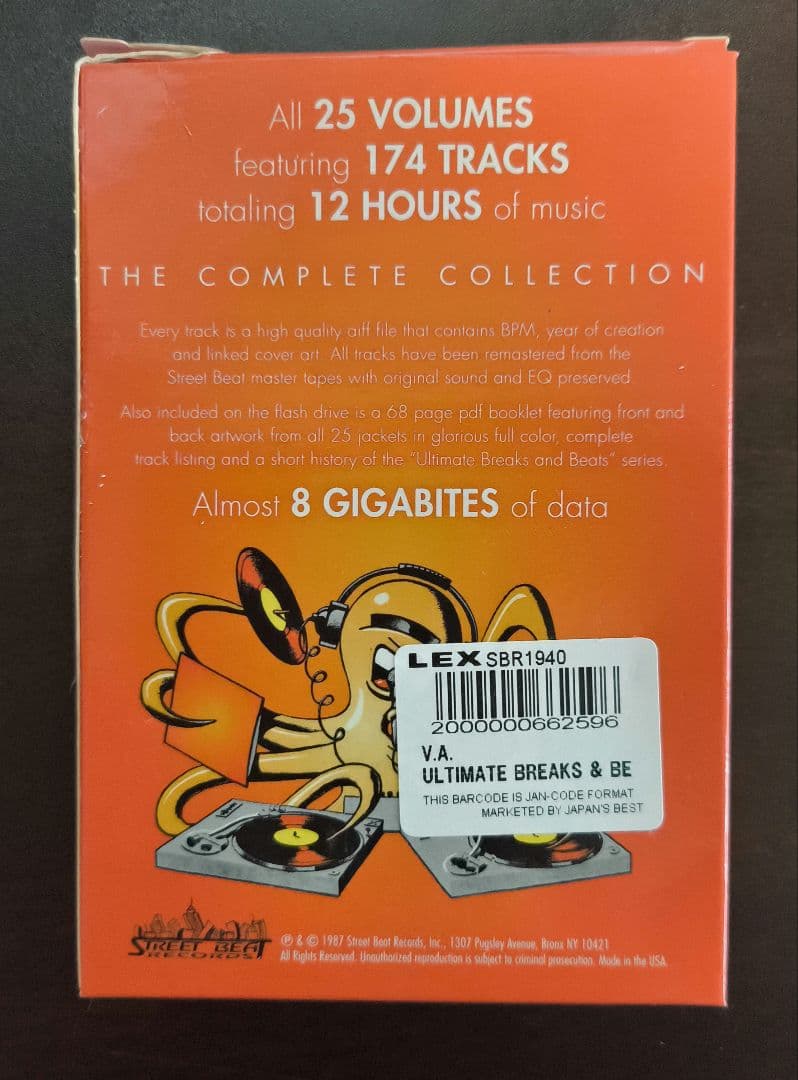 All 25 VOLUMES
featuring 174 TRACKS
totaling 12 HOURS of music
THE COMPLETE COLLECTION
Every track is a high quality aiff file that contains BPM, year of creation
and linked cover art. All tracks have been remastered from the
Street Beat master tapes with original sound and EQ preserved.
Also included on the flash drive is a 68 page pdf booklet featuring front and
back artwork from all 25 jackets in glorious full color, complete
track listing and a short history of the "Ultimate Breaks and Beats" series.
Almost 8 GIGABITES of data
LEX SBR1940
2000000662596
V.A.
ULTIMATE BREAKS & BE
THIS BARCODE IS JAN-CODE FORMAT
MARKETED BY JAPAN'S BEST
STREET BEAT
RECORDS
℗ & © 1987 Street Beat Records, Inc., 1307 Pugsley Avenue, Bronx NY 10421
All Rights Reserved. Unauthorized reproduction is subject to criminal prosecution. Made in the USA.